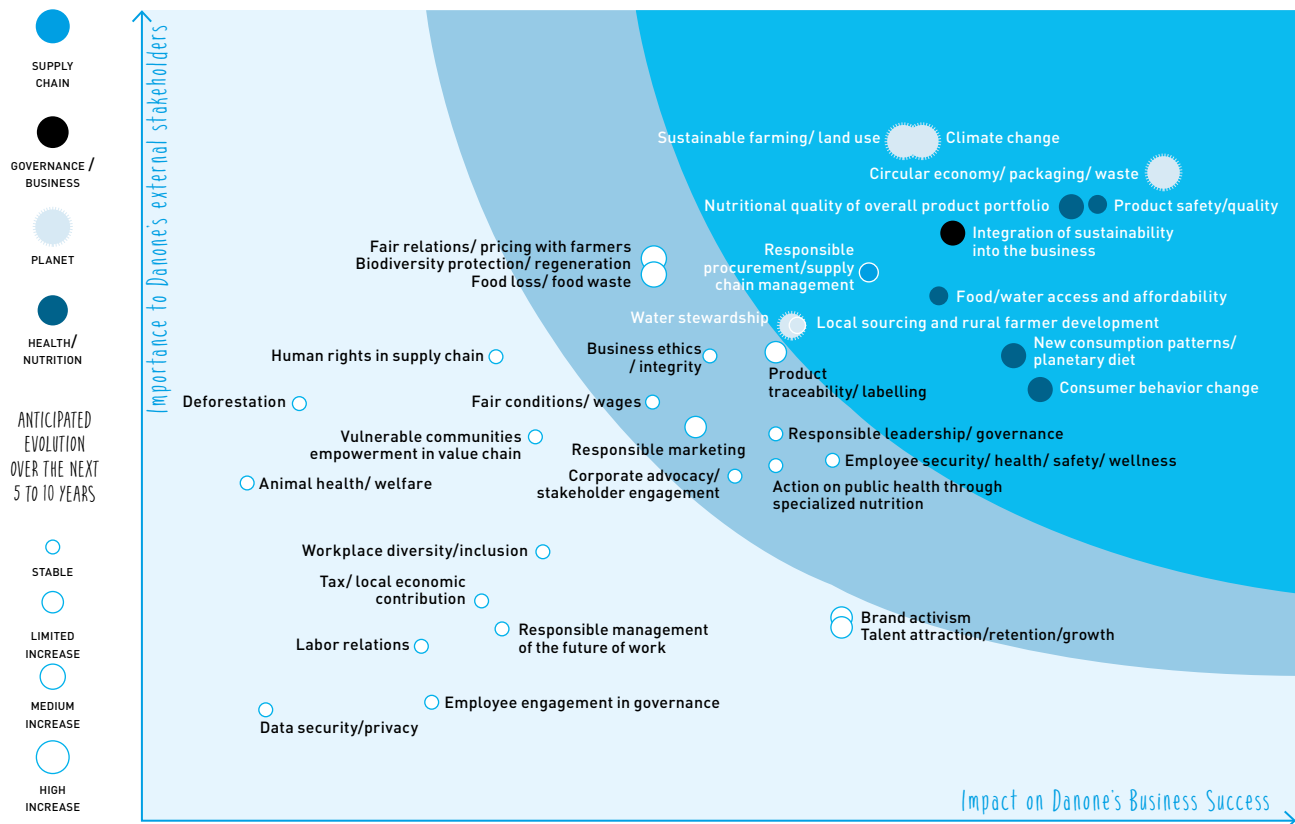 SUPPLY
CHAIN
GOVERNANCE /
BUSINESS
PLANET
HEALTH/
NUTRITION
ANTICIPATED
EVOLUTION
OVER THE NEXT
5 TO 10 YEARS
STABLE
LIMITED
INCREASE
MEDIUM
INCREASE
HIGH
INCREASE
Importance to Danone's external stakeholders
Sustainable farming/ land use
Climate change
Circular economy/ packaging/ waste
Nutritional quality of overall product portfolio
Product safety/quality
Integration of sustainability
into the business
Fair relations/ pricing with farmers
Biodiversity protection/ regeneration
Food loss/ food waste
Responsible
procurement/supply
chain management
Food/water access and affordability
Water stewardship
Local sourcing and rural farmer development
Human rights in supply chain
Business ethics
/ integrity
New consumption patterns/
planetary diet
Product
traceability/ labelling
Consumer behavior change
Deforestation
Fair conditions/ wages
Vulnerable communities
empowerment in value chain
Responsible marketing
Responsible leadership/ governance
Employee security/ health/ safety/ wellness
Animal health/ welfare
Corporate advocacy/
stakeholder engagement
Action on public health through
specialized nutrition
Workplace diversity/inclusion
Tax/ local economic
contribution
Responsible management
of the future of work
Labor relations
Brand activism
Talent attraction/retention/growth
Employee engagement in governance
Data security/privacy
Impact on Danone's Business Success